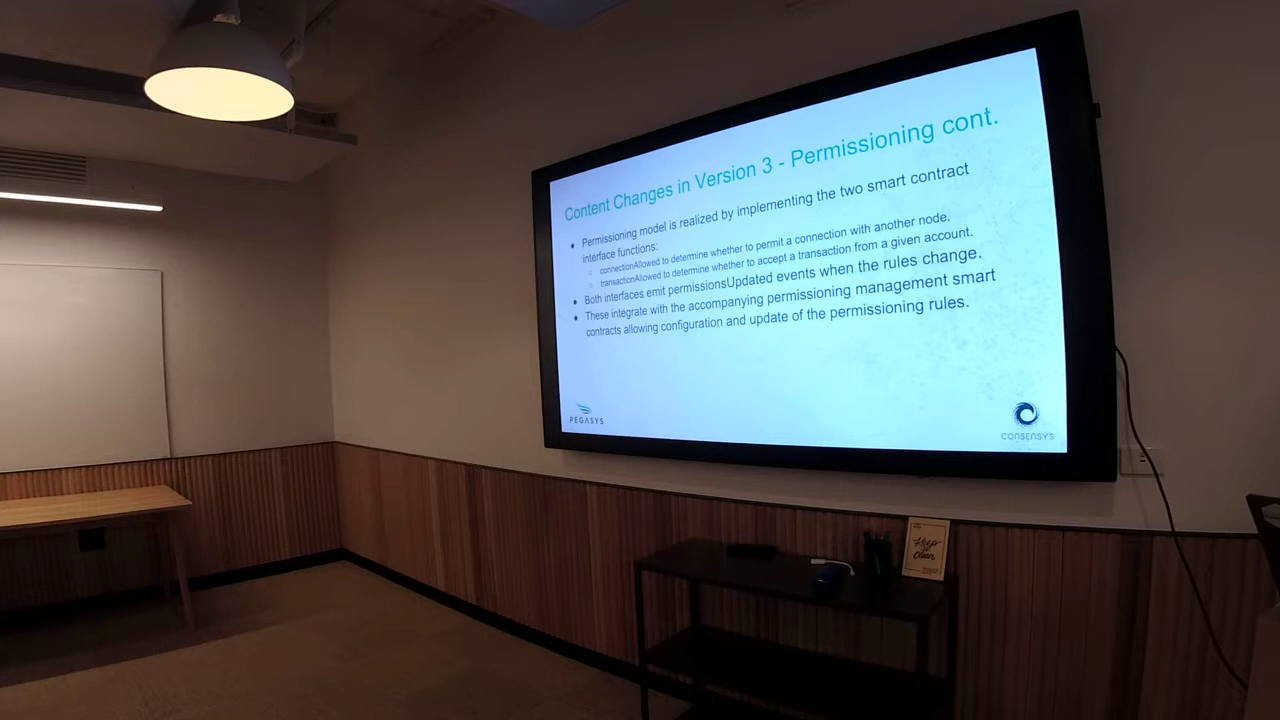 Content Changes in Version 3 - Permissioning cont.
● Permissioning model is realized by implementing the two smart contract
interface functions:
○ connectionAllowed to determine whether to permit a connection with another node.
○ transactionAllowed to determine whether to accept a transaction from a given account.
● Both interfaces emit permissionsUpdated events when the rules change.
● These integrate with the accompanying permissioning management smart
contracts allowing configuration and update of the permissioning rules.
PEGASYS
CONSENSYS
Keep
it
Clean